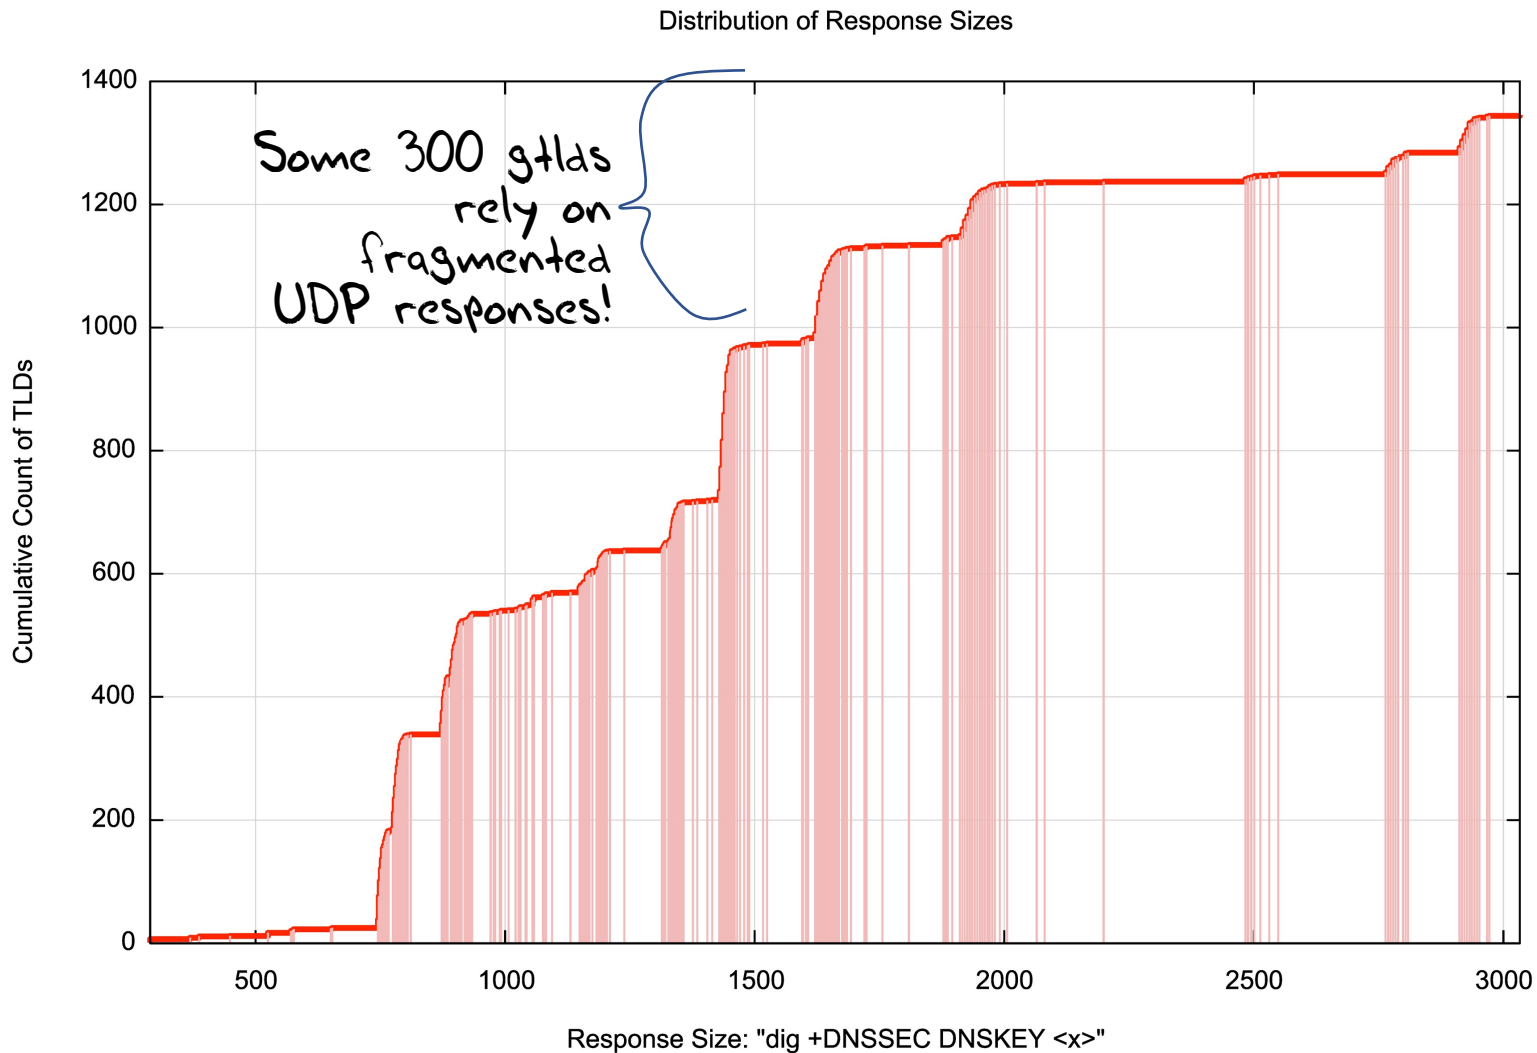 Distribution of Response Sizes
1400
1200
1000
800
600
400
200
0
Cumulative Count of TLDs
Some 300 gtlds
rely on
fragmented
UDP responses!
500 1000 1500 2000 2500 3000
Response Size: "dig +DNSSEC DNSKEY <x>"